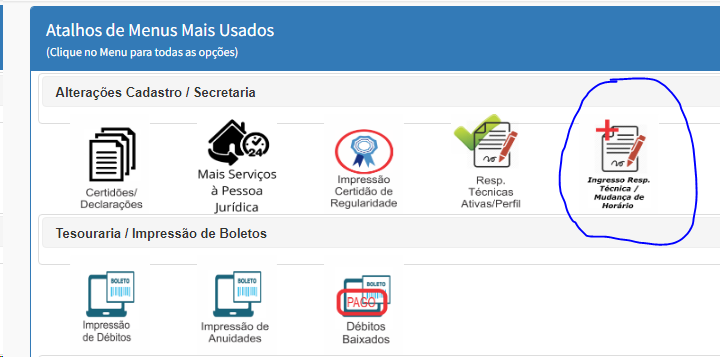 Atalhos de Menus Mais Usados
(Clique no Menu para todas as opções)
Alterações Cadastro / Secretaria
Certidões/
Declarações
24
Mais Serviços
à Pessoa
Jurídica
Impressão
Certidão de
Regularidade
Resp.
Técnicas
Ativas/Perfil
Ingresso Resp.
Técnica /
Mudança de
Horário
Tesouraria / Impressão de Boletos
BOLETO
Impressão
de Débitos
BOLETO
Impressão
de Anuidades
BOLETO
PAGO
Débitos
Baixados